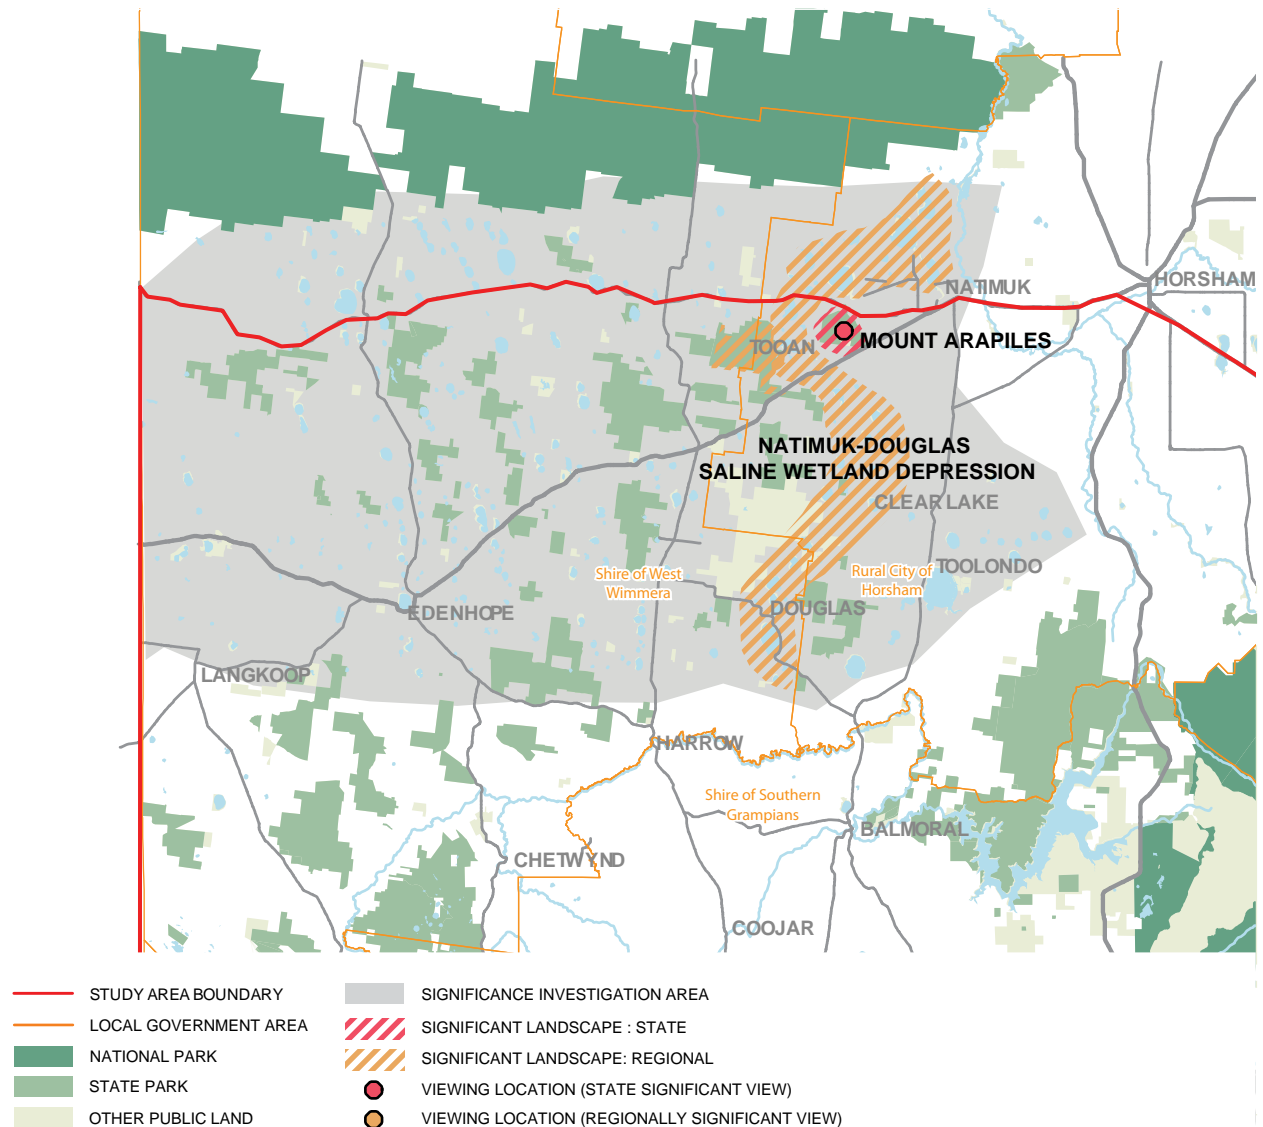 HORSHAM
NATIMUK
MOUNT ARAPILES
TOOAN
NATIMUK-DOUGLAS
SALINE WETLAND DEPRESSION
CLEAR LAKE
Shire of West
Wimmera
Rural City of
Horsham
TOOLONDO
EDENHOPE
DOUGLAS
LANGKOOP
HARROW
Shire of Southern
Grampians
BALMORAL
CHETWYND
COOJAR
STUDY AREA BOUNDARY
LOCAL GOVERNMENT AREA
NATIONAL PARK
STATE PARK
OTHER PUBLIC LAND
SIGNIFICANCE INVESTIGATION AREA
SIGNIFICANT LANDSCAPE : STATE
SIGNIFICANT LANDSCAPE: REGIONAL
VIEWING LOCATION (STATE SIGNIFICANT VIEW)
VIEWING LOCATION (REGIONALLY SIGNIFICANT VIEW)